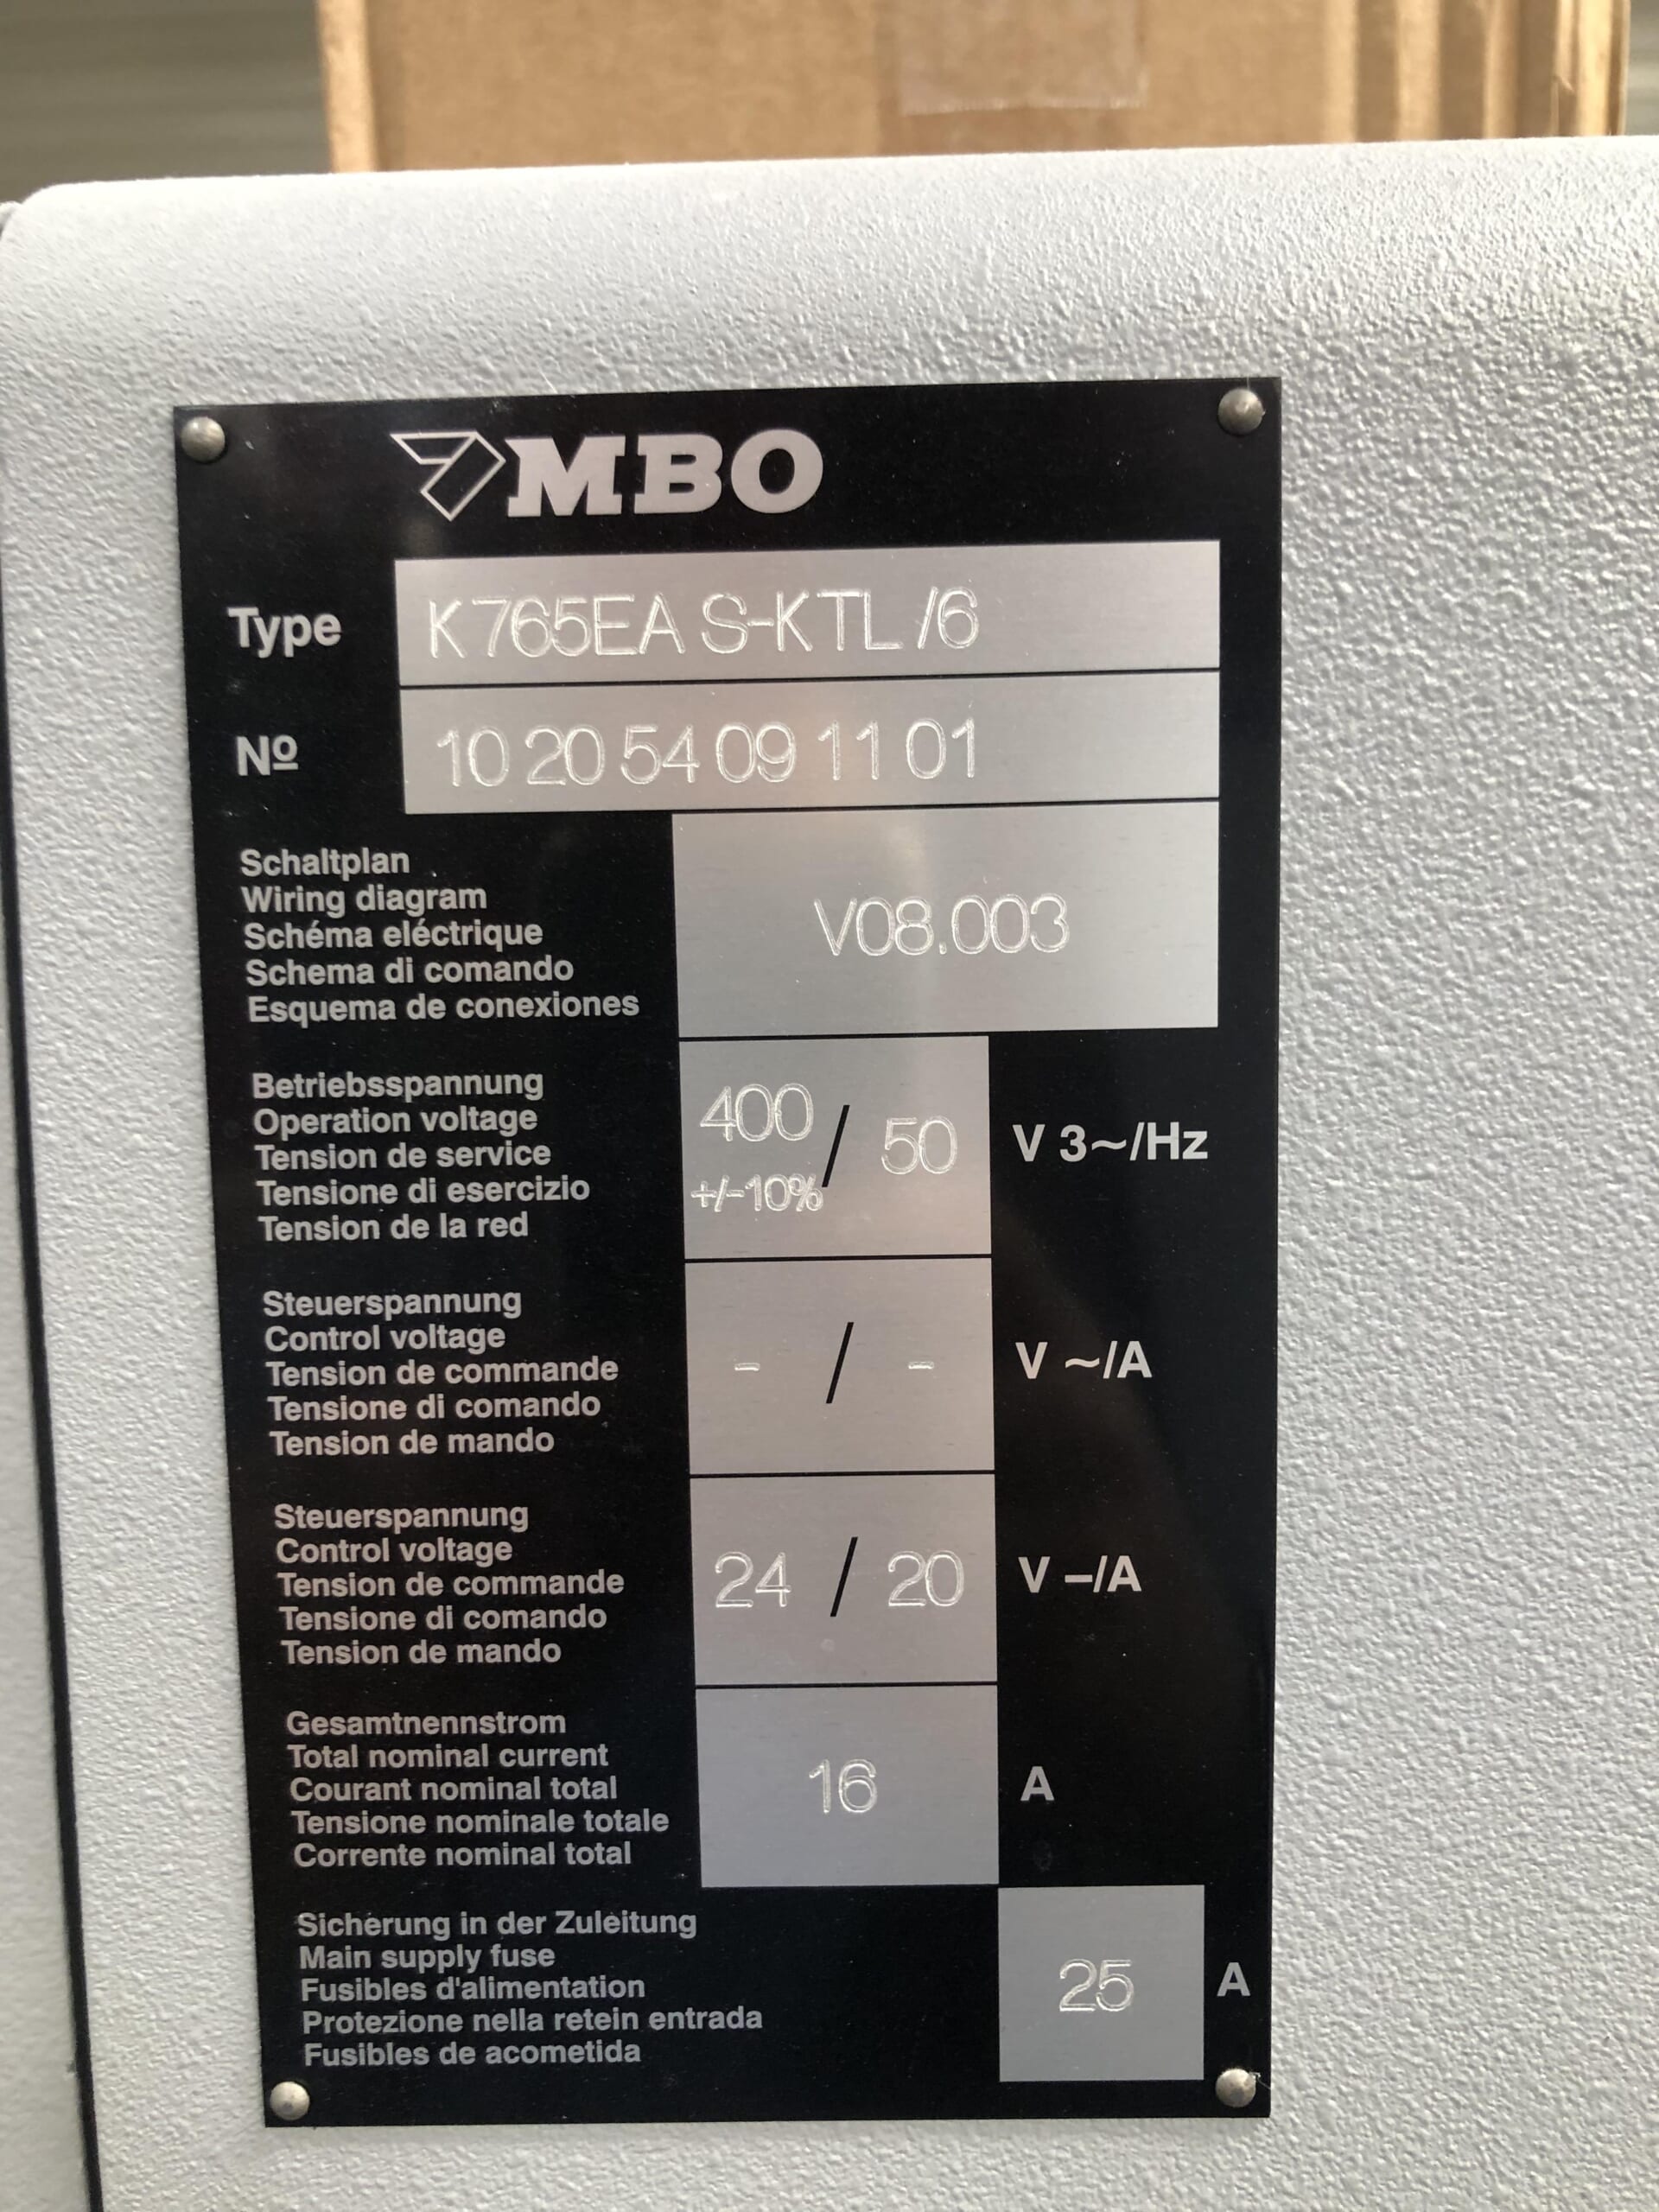 MBO
Type K765EA S-KTL /6
Nº 10 20 54 09 11 01
Schaltplan
Wiring diagram
Schéma eléctrique
Schema di comando
Esquema de conexiones
V08.003
Betriebsspannung
Operation voltage
Tension de service
Tensione di esercizio
Tension de la red
400 / 50 V 3~/Hz
+/-10%
Steuerspannung
Control voltage
Tension de commande
Tensione di comando
Tension de mando
- / - V ~/A
Steuerspannung
Control voltage
Tension de commande
Tensione di comando
Tension de mando
24 / 20 V –/A
Gesamtnennstrom
Total nominal current
Courant nominal total
Tensione nominale totale
Corrente nominal total
16 A
Sicherung in der Zuleitung
Main supply fuse
Fusibles d'alimentation
Protezione nella retein entrada
Fusibles de acometida
25 A